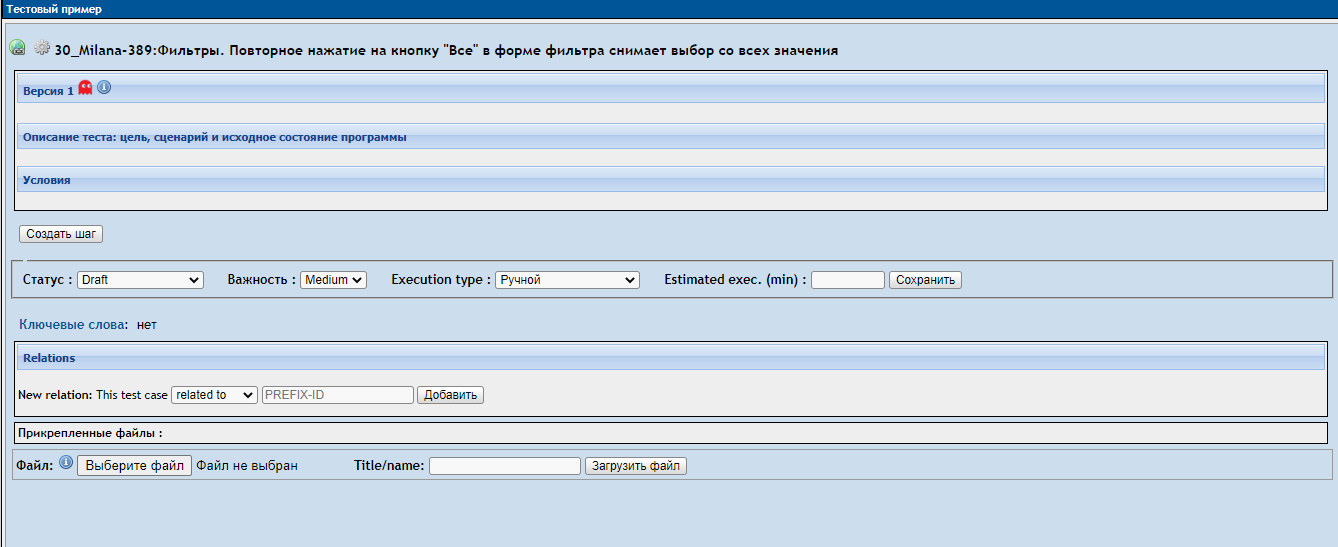 Тестовый пример
30_Milana-389:Фильтры. Повторное нажатие на кнопку "Все" в форме фильтра снимает выбор со всех значения
Версия 1
Описание теста: цель, сценарий и исходное состояние программы
Условия
Создать шаг
Статус : Draft Важность : Medium Execution type : Ручной Estimated exec. (min) : Сохранить
Ключевые слова: нет
Relations
New relation: This test case related to PREFIX-ID Добавить
Прикрепленные файлы :
Файл: Выберите файл Файл не выбран Title/name: Загрузить файл